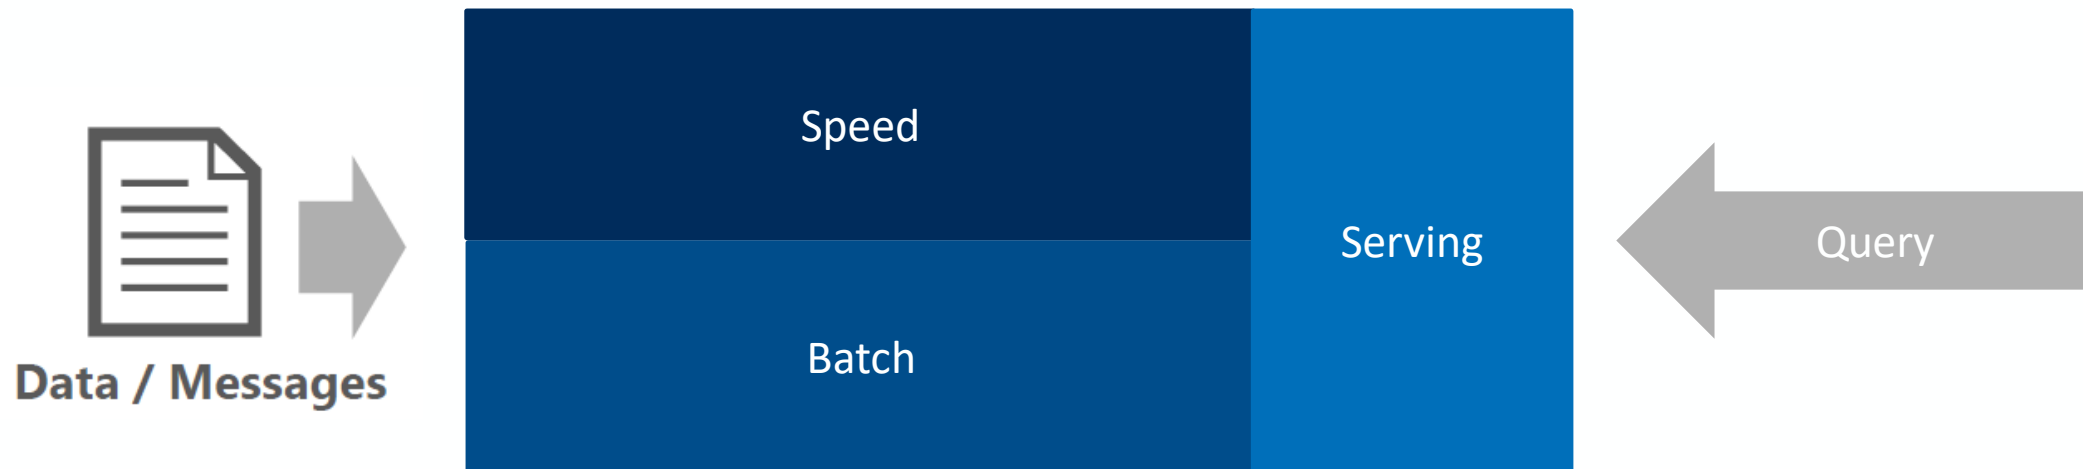 Speed
Serving
Query
Batch
Data / Messages